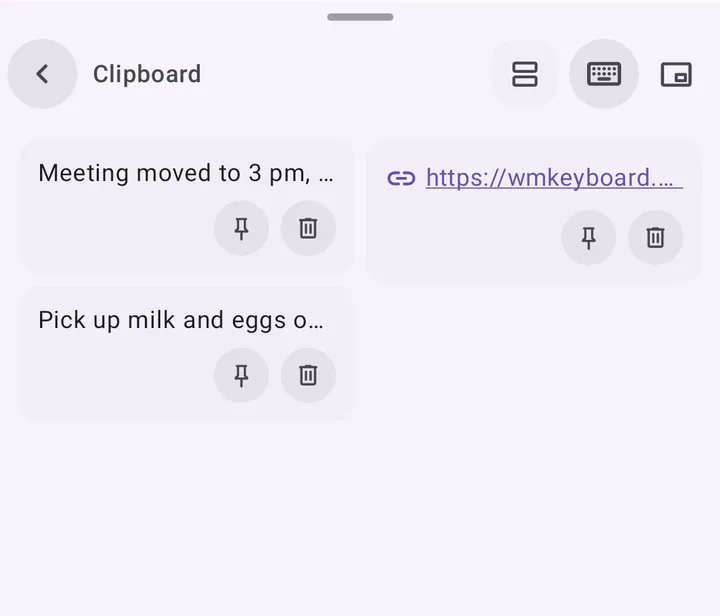 Clipboard
Meeting moved to 3 pm, ...
https://wmkeyboard....
Pick up milk and eggs o...